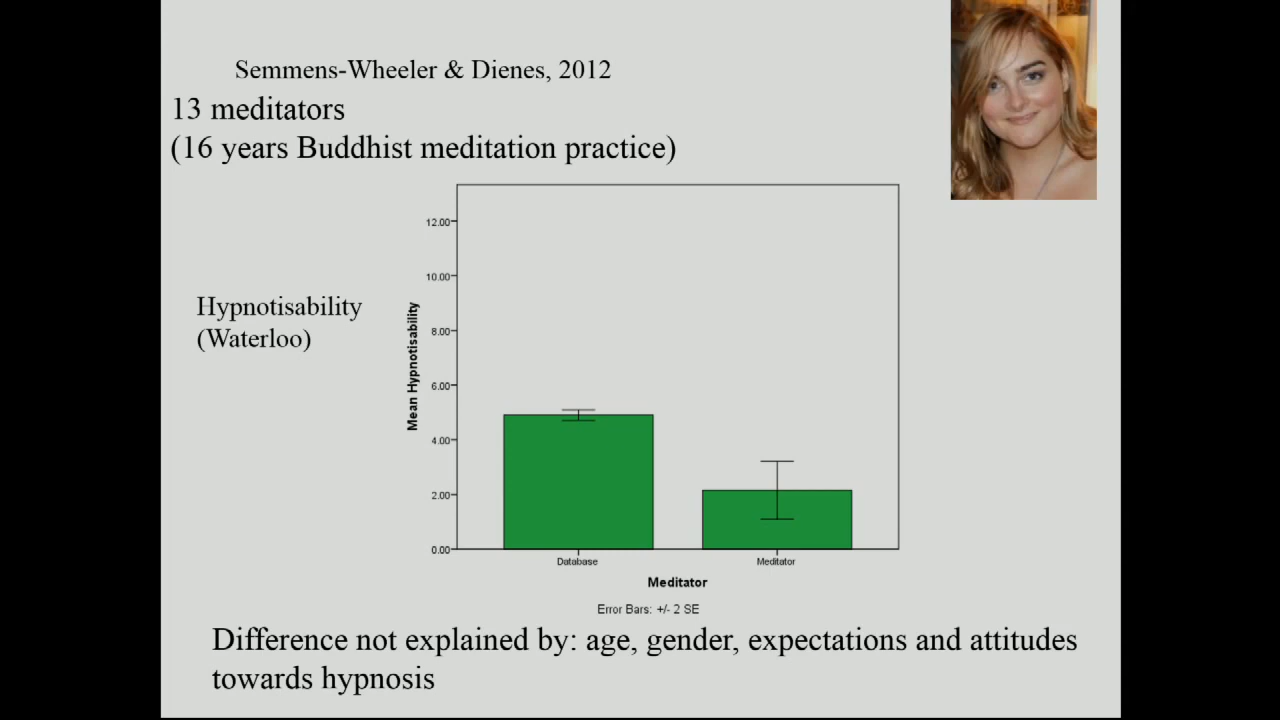 Semmens-Wheeler & Dienes, 2012
13 meditators
(16 years Buddhist meditation practice)
Hypnotisability
(Waterloo)
Mean Hypnotisability
12.00
10.00
8.00
6.00
4.00
2.00
0.00
Database
Meditator
Meditator
Error Bars: +/- 2 SE
Difference not explained by: age, gender, expectations and attitudes
towards hypnosis